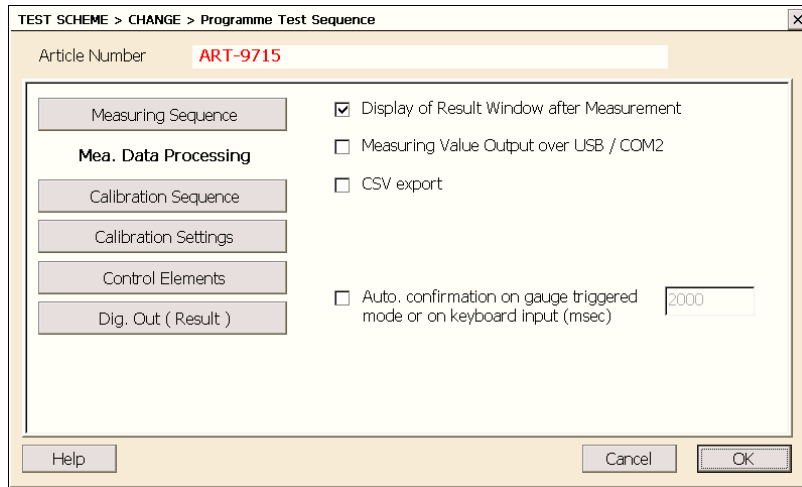 TEST SCHEME > CHANGE > Programme Test Sequence
Article Number ART-9715
Measuring Sequence
Mea. Data Processing
Calibration Sequence
Calibration Settings
Control Elements
Dig. Out ( Result )
Display of Result Window after Measurement
Measuring Value Output over USB / COM2
CSV export
Auto. confirmation on gauge triggered
mode or on keyboard input (msec)
2000
Help
Cancel
OK